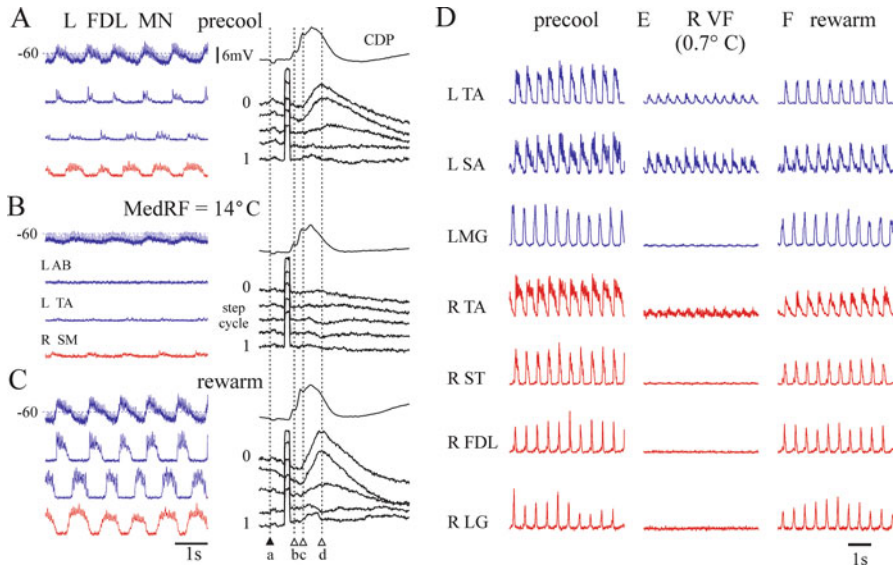 A L FDL MN precool
-60 6mV CDP
0
1
B MedRF = 14°C
-60
L AB 0
L TA step
cycle
R SM 1
C rewarm
-60
0
1
1s a b c d
D precool E R VF F rewarm
(0.7° C)
L TA
L SA
LMG
R TA
R ST
R FDL
R LG
1s